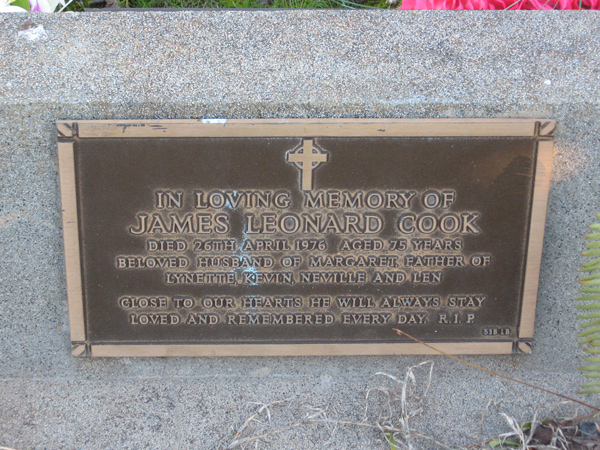 IN LOVING MEMORY OF
JAMES LEONARD COOK
DIED 26TH APRIL 1976 AGED 75 YEARS
BELOVED HUSBAND OF MARGARET, FATHER OF
LYNETTE, KEVIN, NEVILLE AND LEN
CLOSE TO OUR HEARTS HE WILL ALWAYS STAY
LOVED AND REMEMBERED EVERY DAY. R.I.P.